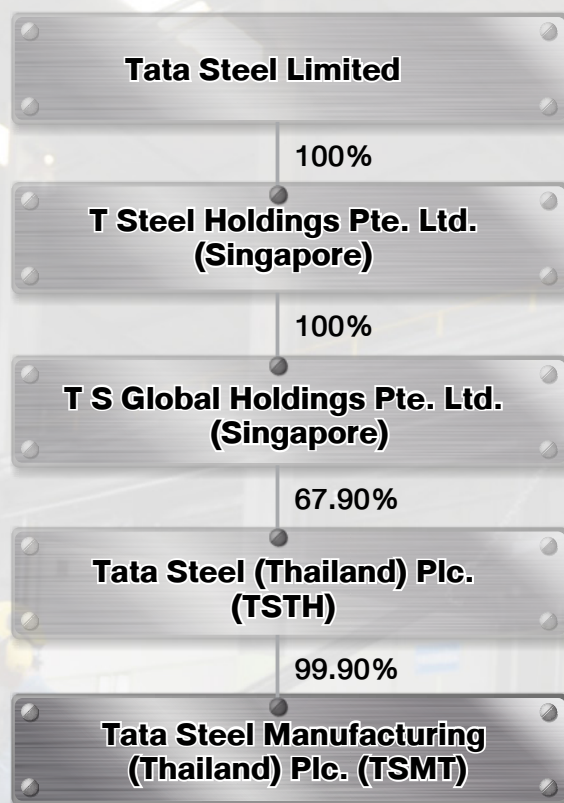 Tata Steel Limited
100%
T Steel Holdings Pte. Ltd.
(Singapore)
100%
T S Global Holdings Pte. Ltd.
(Singapore)
67.90%
Tata Steel (Thailand) Plc.
(TSTH)
99.90%
Tata Steel Manufacturing
(Thailand) Plc. (TSMT)